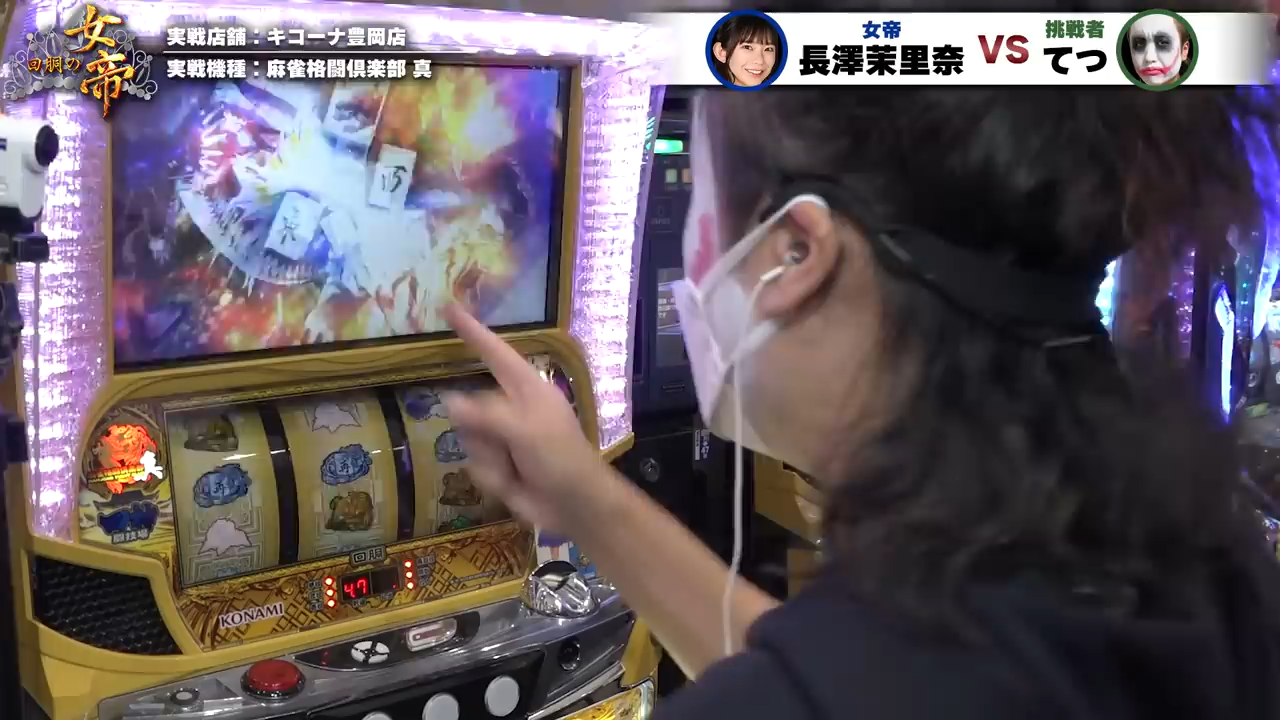 回胴の
女帝
実戦店舗：キコーナ豊岡店
実戦機種：麻雀格闘倶楽部 真
女帝
長澤茉里奈
VS
挑戦者
てつ
再
再
回胴
47
KONAMI